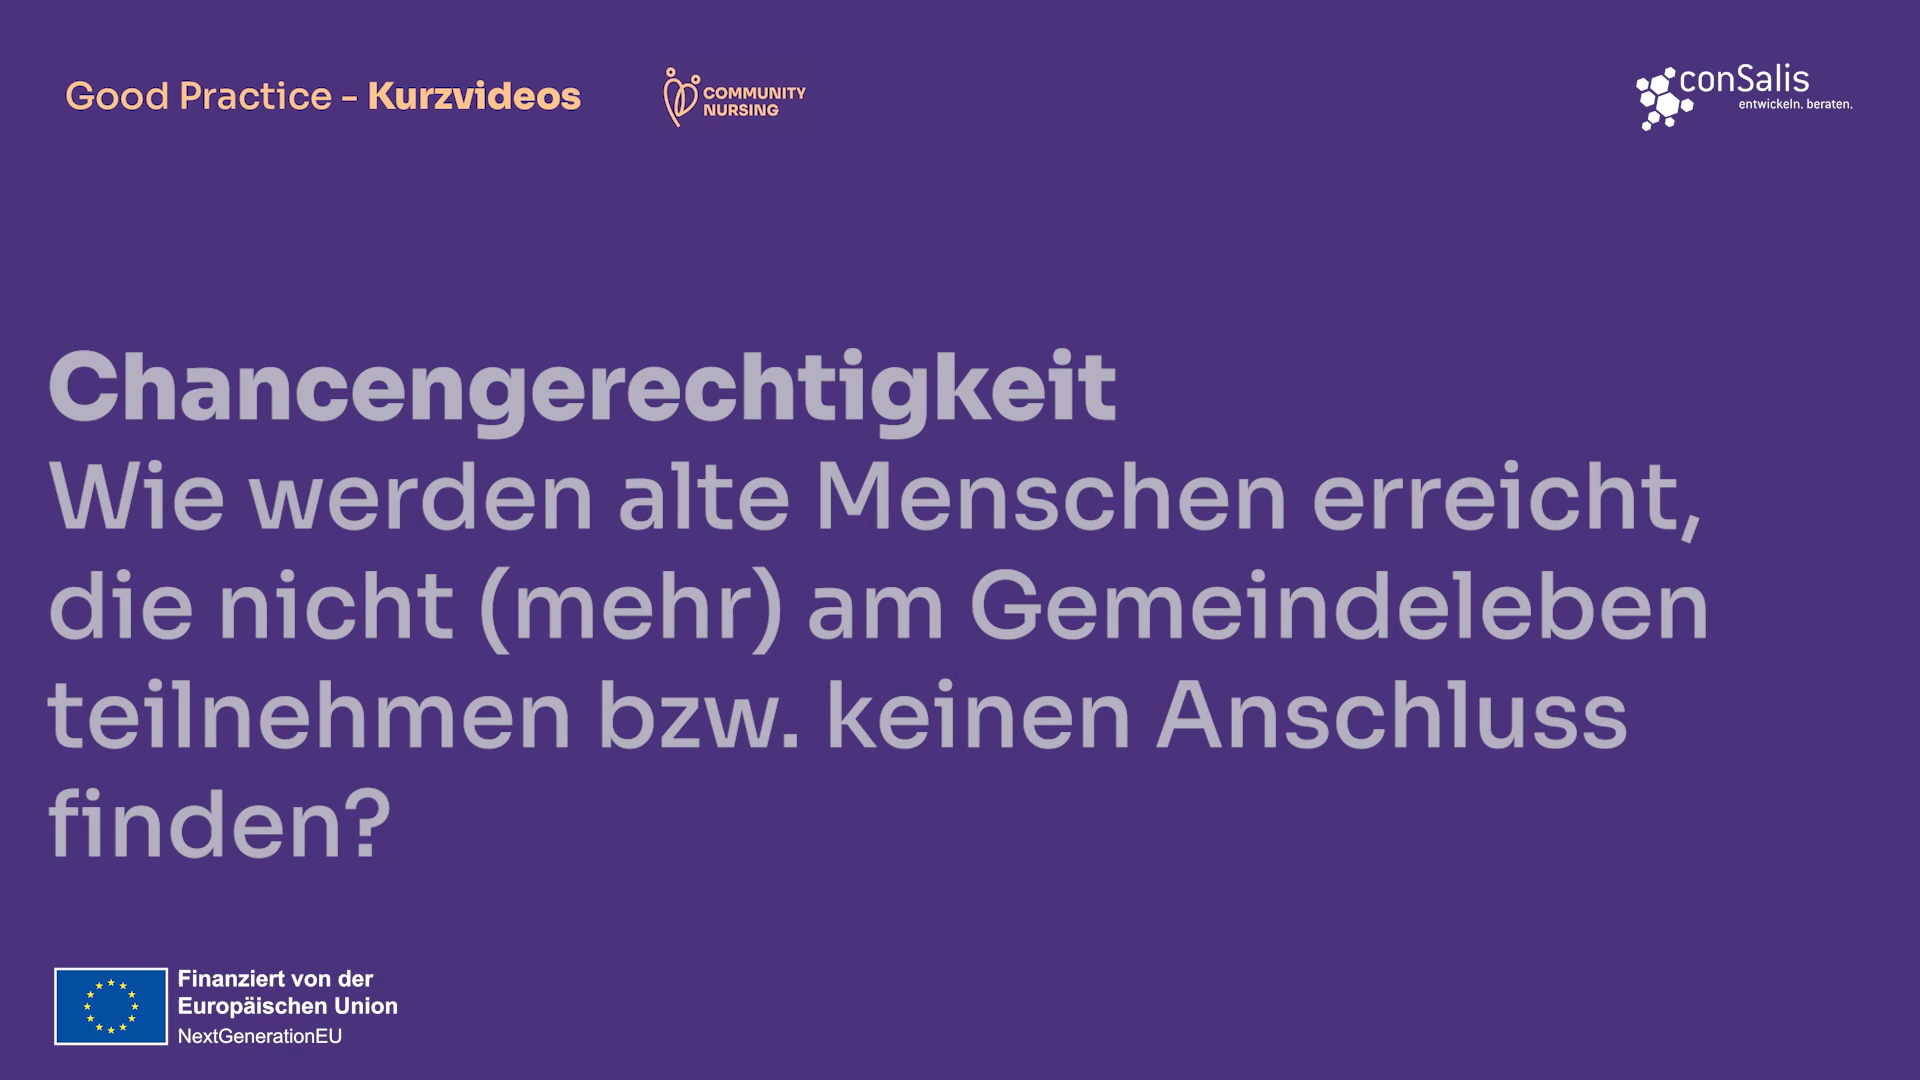 Good Practice - Kurzvideos
COMMUNITY
NURSING
conSalis
entwickeln. beraten.
Chancengerechtigkeit
Wie werden alte Menschen erreicht,
die nicht (mehr) am Gemeindeleben
teilnehmen bzw. keinen Anschluss
finden?
Finanziert von der
Europäischen Union
NextGenerationEU